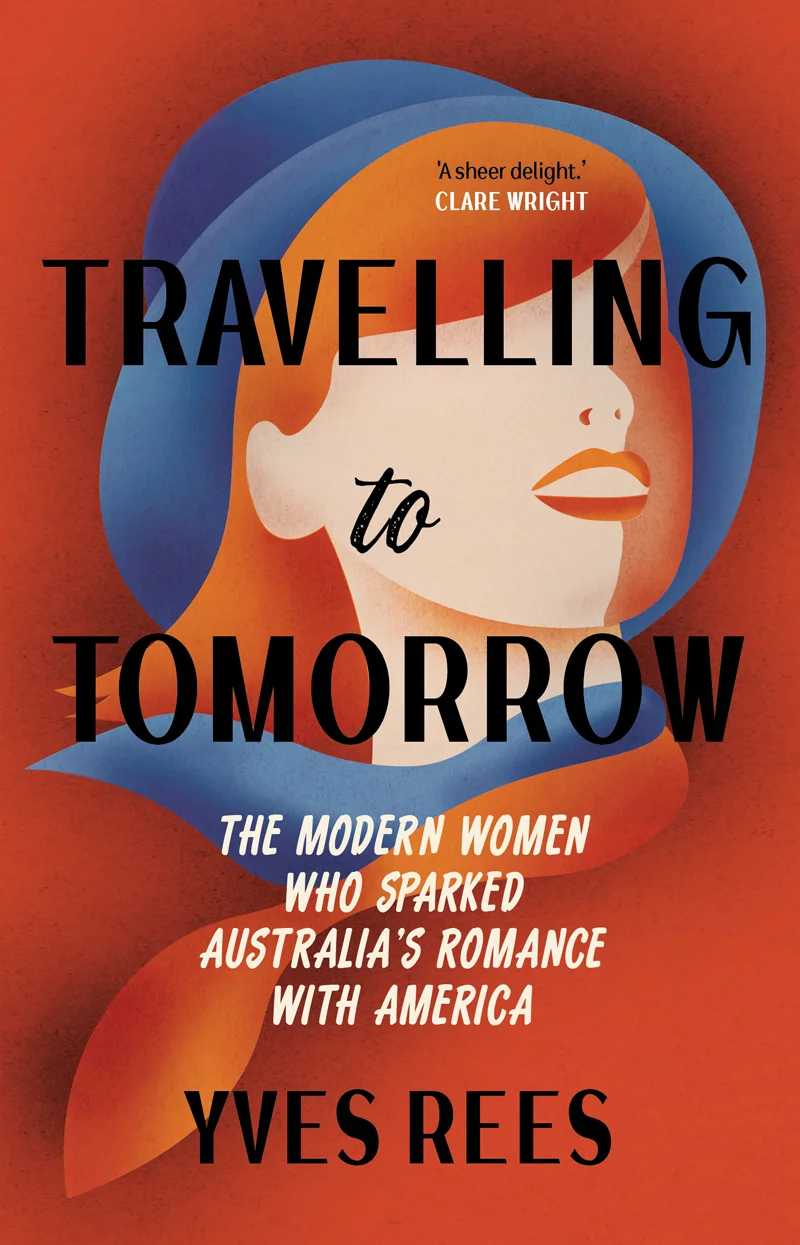 'A sheer delight.'
CLARE WRIGHT
TRAVELLING
to
TOMORROW
THE MODERN WOMEN
WHO SPARKED
AUSTRALIA'S ROMANCE
WITH AMERICA
YVES REES